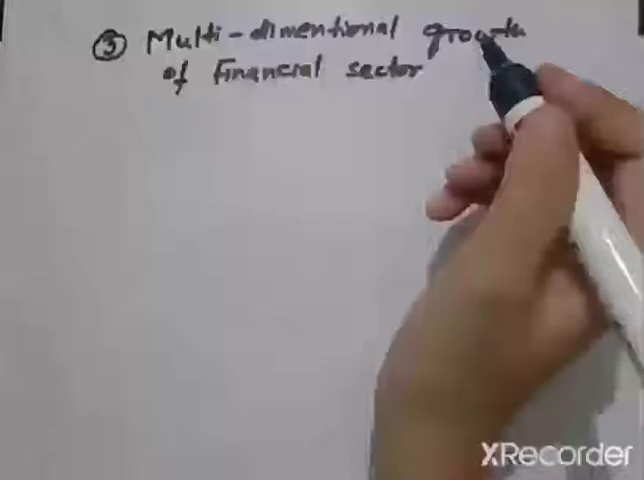 ③ Multi-dimentional growth
of Financial sector
XRecorder